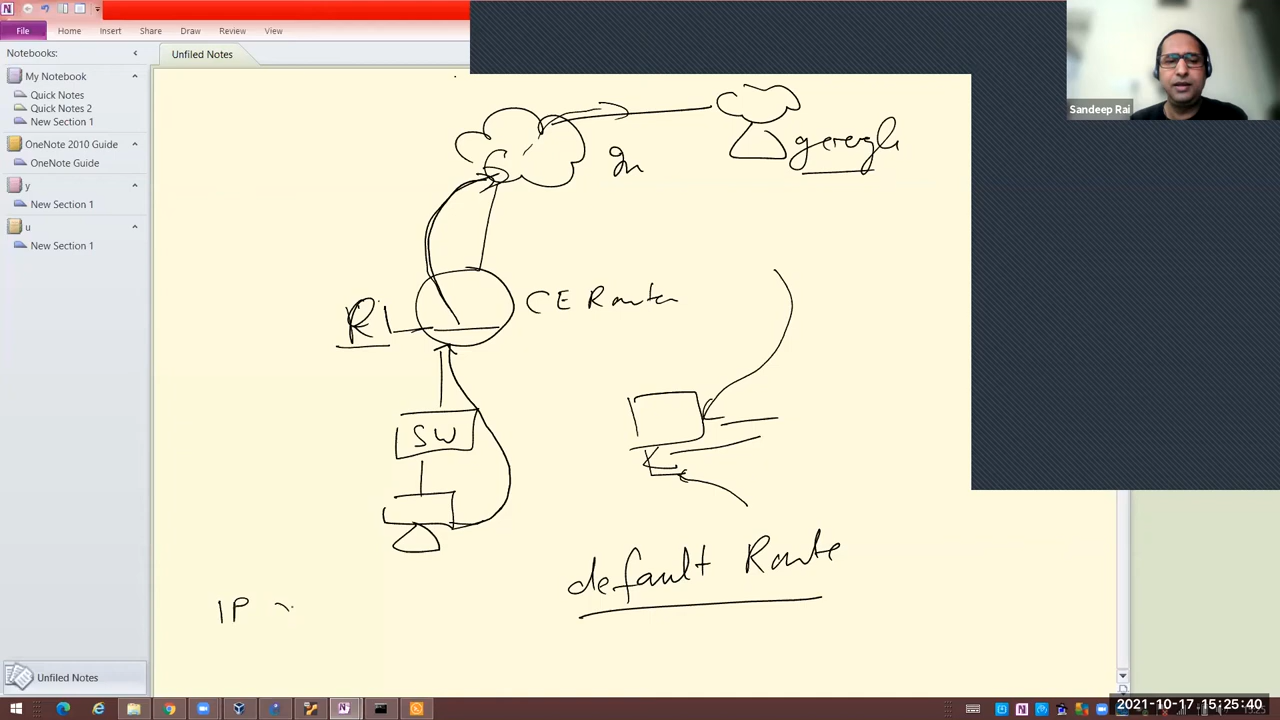 File
Home
Insert
Share
Review
Draw
View
Notebooks:
Unfiled Notes
My Notebook
Quick Notes
Quick Notes 2
New Section 1
OneNote 2010 Guide
OneNote Guide
y
New Section 1
u
New Section 1
Unfiled Notes
Sandeep Rai
R1
CE Router
SW
default Route
IP
2021-10-17 15:25:40